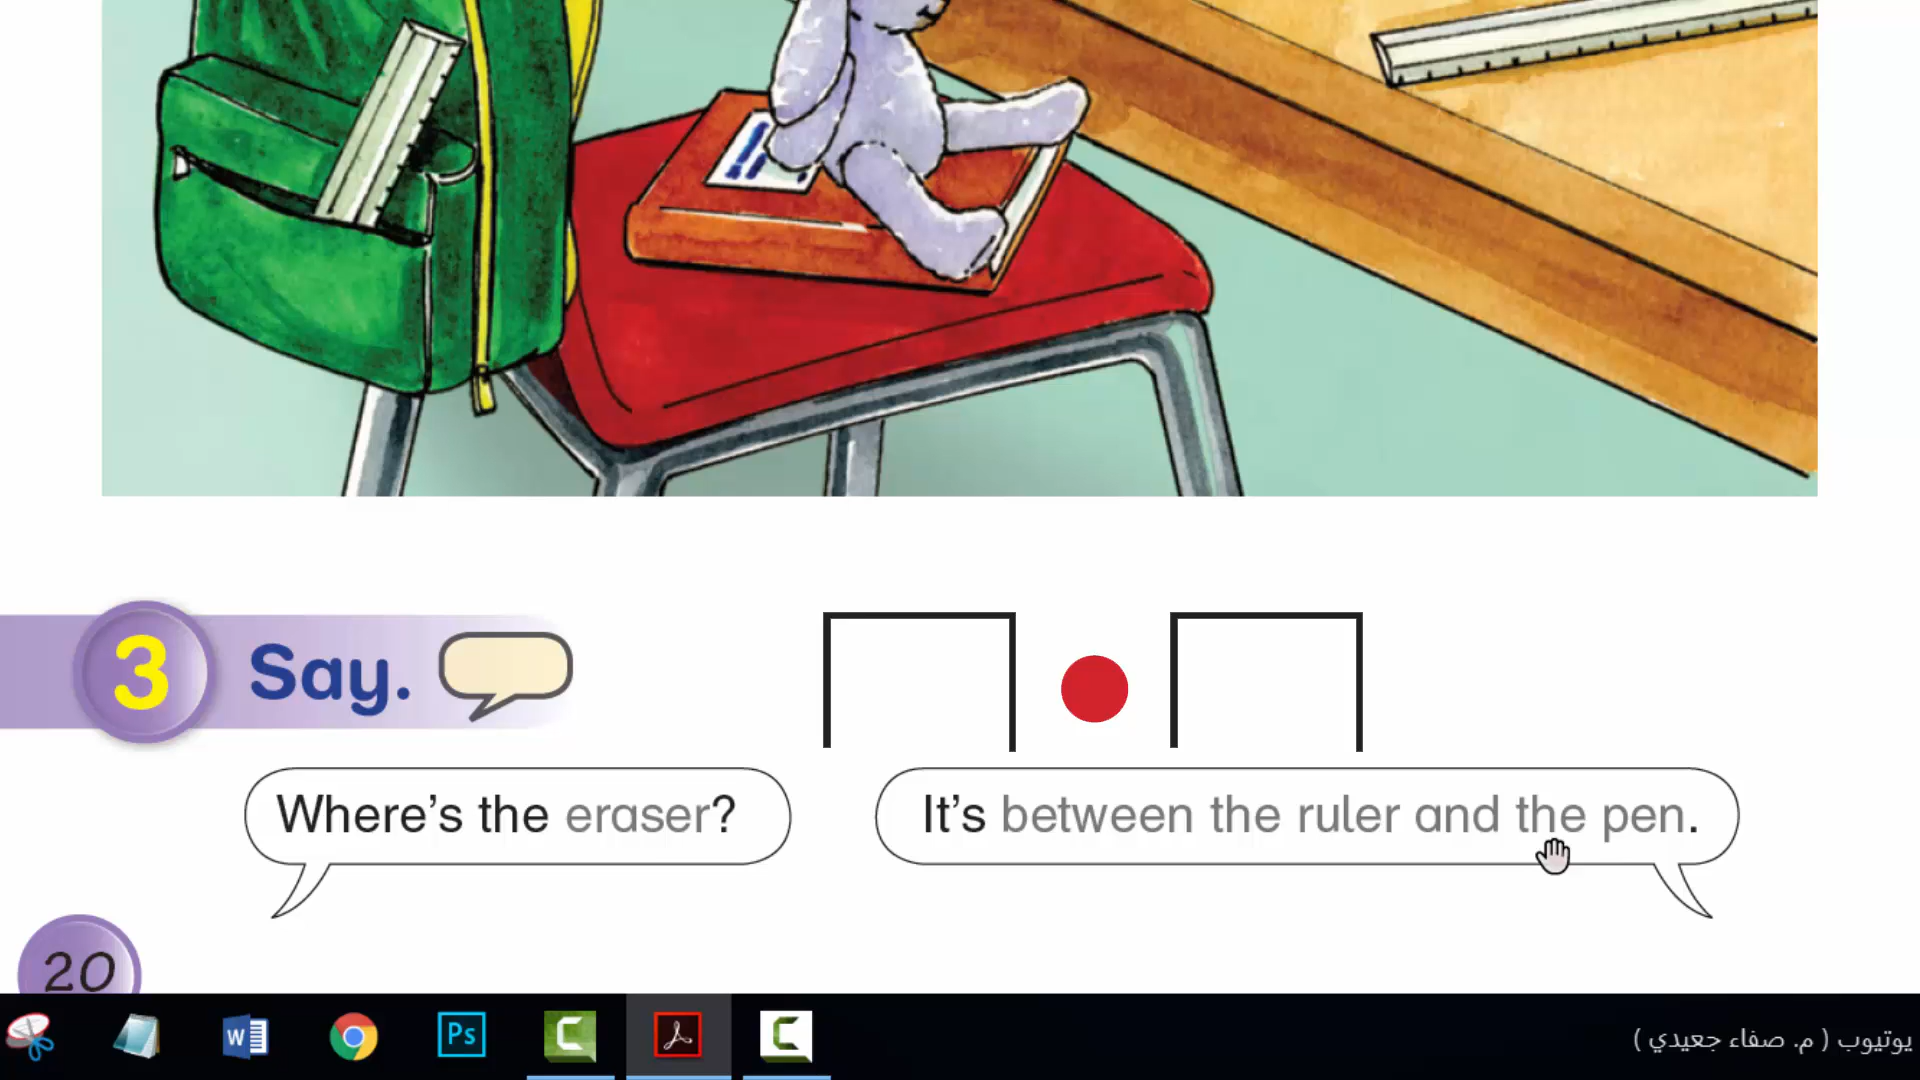 3 Say.
Where's the eraser?
It's between the ruler and the pen.
20
W
Ps
C
C
يوتيوب ( م. صفاء جعيدي )